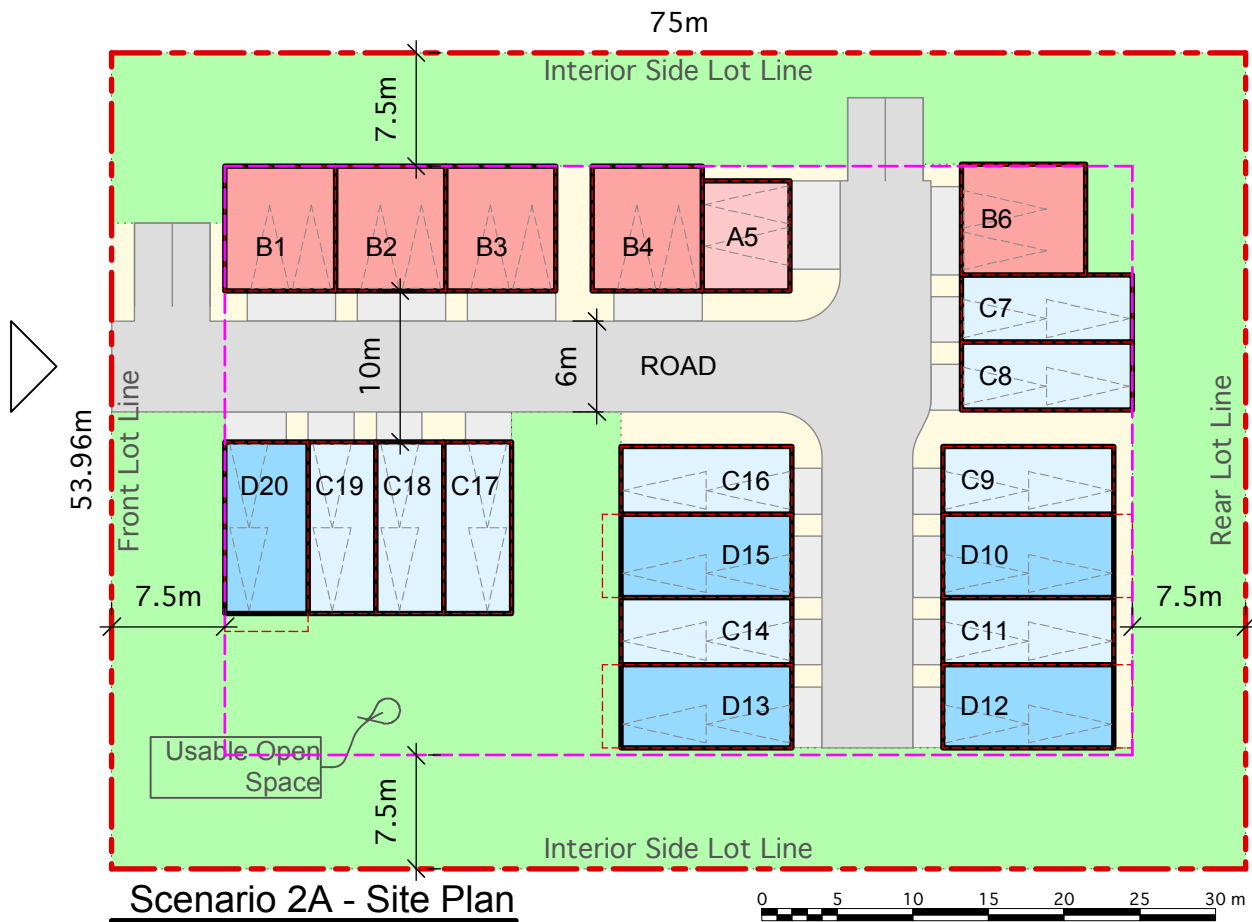 75m
Interior Side Lot Line
7.5m
B1
B2
B3
B4
A5
B6
C7
C8
10m
6m
ROAD
Front Lot Line
53.96m
Rear Lot Line
D20
C19
C18
C17
C16
C9
D15
D10
7.5m
7.5m
C14
C11
D13
D12
Usable Open
Space
7.5m
Interior Side Lot Line
Scenario 2A - Site Plan
0 5 10 15 20 25 30 m